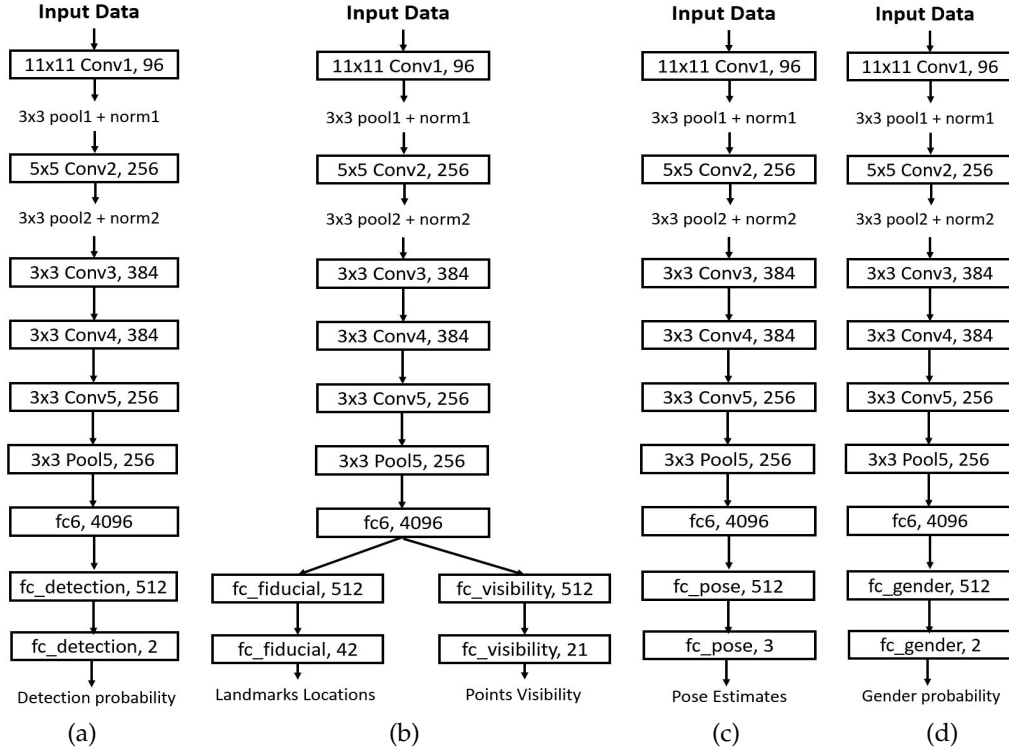 Input Data
11x11 Conv1, 96
3x3 pool1 + norm1
5x5 Conv2, 256
3x3 pool2 + norm2
3x3 Conv3, 384
3x3 Conv4, 384
3x3 Conv5, 256
3x3 Pool5, 256
fc6, 4096
fc_detection, 512
fc_detection, 2
Detection probability
(a)
Input Data
11x11 Conv1, 96
3x3 pool1 + norm1
5x5 Conv2, 256
3x3 pool2 + norm2
3x3 Conv3, 384
3x3 Conv4, 384
3x3 Conv5, 256
3x3 Pool5, 256
fc6, 4096
fc_fiducial, 512
fc_visibility, 512
fc_fiducial, 42
fc_visibility, 21
Landmarks Locations
Points Visibility
(b)
Input Data
11x11 Conv1, 96
3x3 pool1 + norm1
5x5 Conv2, 256
3x3 pool2 + norm2
3x3 Conv3, 384
3x3 Conv4, 384
3x3 Conv5, 256
3x3 Pool5, 256
fc6, 4096
fc_pose, 512
fc_pose, 3
Pose Estimates
(c)
Input Data
11x11 Conv1, 96
3x3 pool1 + norm1
5x5 Conv2, 256
3x3 pool2 + norm2
3x3 Conv3, 384
3x3 Conv4, 384
3x3 Conv5, 256
3x3 Pool5, 256
fc6, 4096
fc_gender, 512
fc_gender, 2
Gender probability
(d)